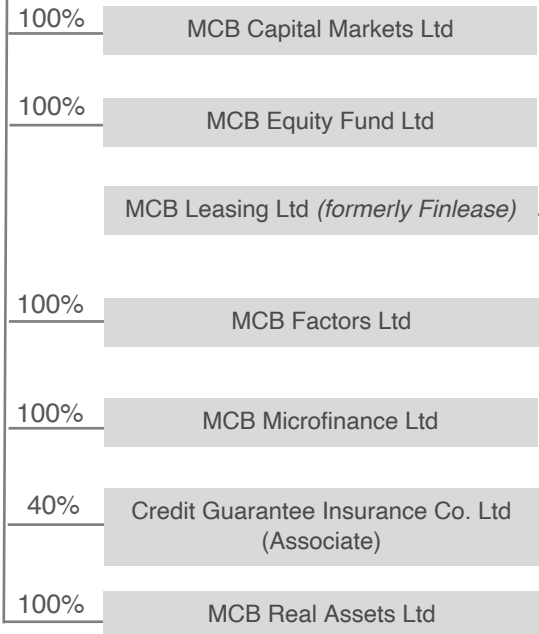 100%
MCB Capital Markets Ltd
100%
MCB Equity Fund Ltd
MCB Leasing Ltd (formerly Finlease)
100%
MCB Factors Ltd
100%
MCB Microfinance Ltd
40%
Credit Guarantee Insurance Co. Ltd
(Associate)
100%
MCB Real Assets Ltd